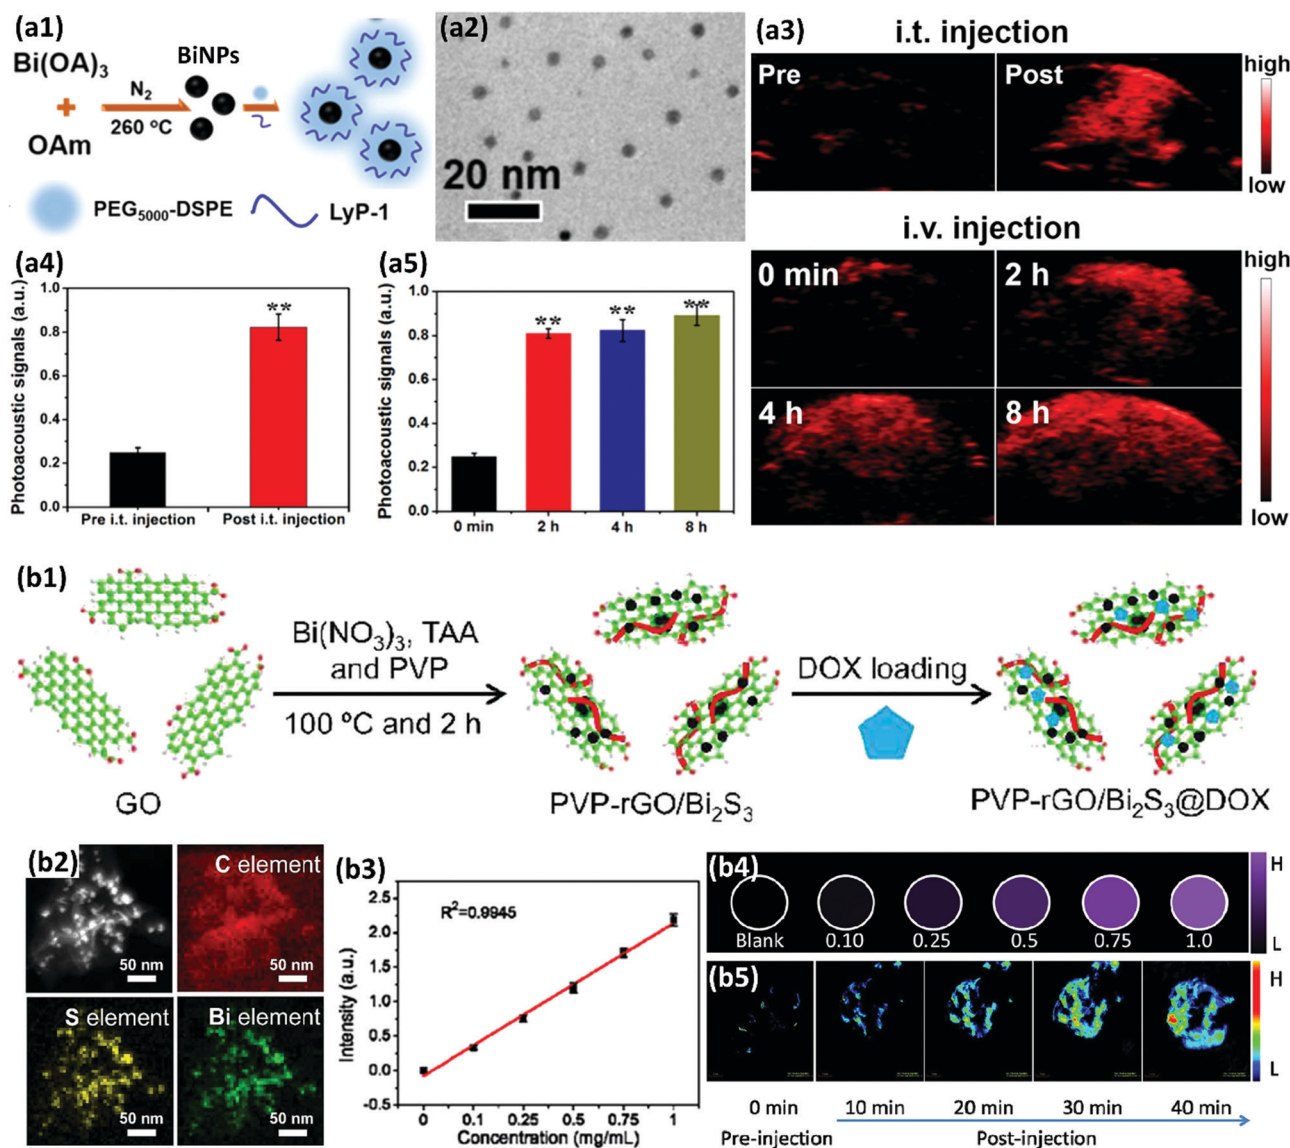 (a1)
Bi(OA)₃
+
OAm
N₂
260 °C
BiNPs
PEG₅₀₀₀-DSPE
LyP-1
(a2)
20 nm
(a3)
i.t. injection
Pre
Post
high
low
i.v. injection
0 min
2 h
4 h
8 h
high
low
(a4)
Photoacoustic signals (a.u.)
1.0
0.8
0.6
0.4
0.2
0.0
**
Pre i.t. injection
Post i.t. injection
(a5)
Photoacoustic signals (a.u.)
1.0
0.8
0.6
0.4
0.2
0.0
** ** **
0 min
2 h
4 h
8 h
(b1)
GO
Bi(NO₃)₃, TAA
and PVP
100 ºC and 2 h
PVP-rGO/Bi₂S₃
DOX loading
PVP-rGO/Bi₂S₃@DOX
(b2)
50 nm
C element
50 nm
S element
50 nm
Bi element
50 nm
(b3)
R²=0.9945
Intensity (a.u.)
2.5
2.0
1.5
1.0
0.5
0.0
-0.5
0 0.1 0.25 0.5 0.75 1
Concentration (mg/mL)
(b4)
Blank
0.10
0.25
0.5
0.75
1.0
H
L
(b5)
H
L
0 min
10 min
20 min
30 min
40 min
Pre-injection
Post-injection